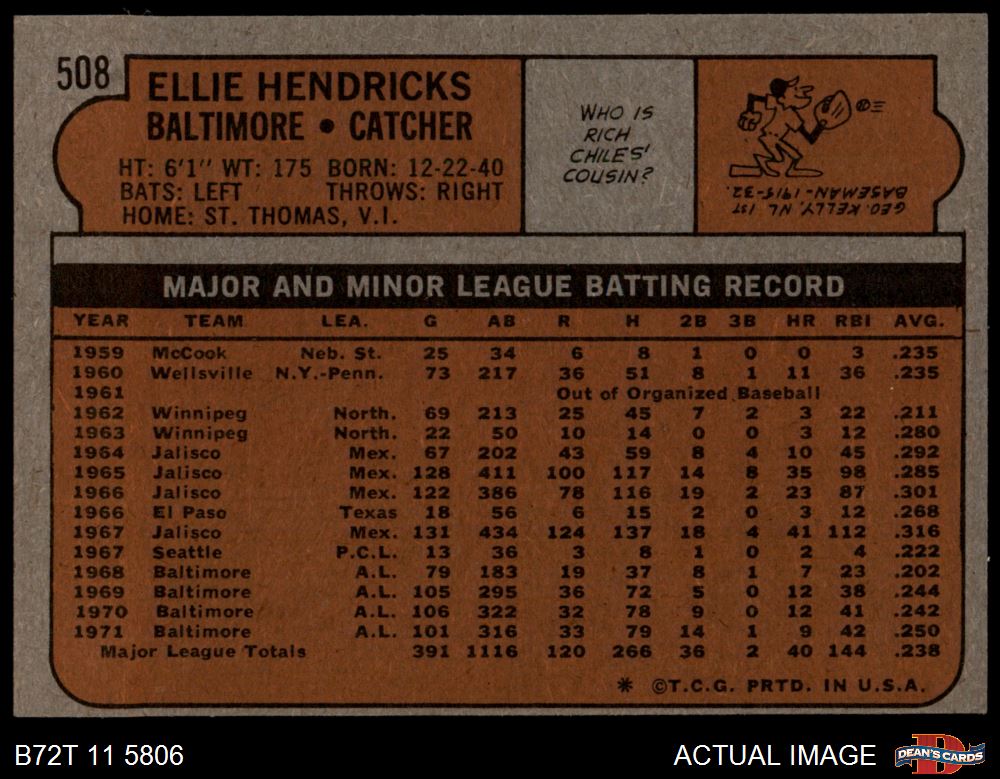 508
ELLIE HENDRICKS
BALTIMORE • CATCHER
HT: 6'1" WT: 175 BORN: 12-22-40
BATS: LEFT THROWS: RIGHT
HOME: ST. THOMAS, V.I.
WHO IS
RICH
CHILES'
COUSIN?
GEO. KELLY, NL 1ST
BASEMAN-1915-32.
MAJOR AND MINOR LEAGUE BATTING RECORD
YEAR TEAM LEA. G AB R H 2B 3B HR RBI AVG.
1959 McCook Neb. St. 25 34 6 8 1 0 0 3 .235
1960 Wellsville N.Y.-Penn. 73 217 36 51 8 1 11 36 .235
1961 Out of Organized Baseball
1962 Winnipeg North. 69 213 25 45 7 2 3 22 .211
1963 Winnipeg North. 22 50 10 14 0 0 3 12 .280
1964 Jalisco Mex. 67 202 43 59 8 4 10 45 .292
1965 Jalisco Mex. 128 411 100 117 14 8 35 98 .285
1966 Jalisco Mex. 122 386 78 116 19 2 23 87 .301
1966 El Paso Texas 18 56 6 15 2 0 3 12 .268
1967 Jalisco Mex. 131 434 124 137 18 4 41 112 .316
1967 Seattle P.C.L. 13 36 3 8 1 0 2 4 .222
1968 Baltimore A.L. 79 183 19 37 8 1 7 23 .202
1969 Baltimore A.L. 105 295 36 72 5 0 12 38 .244
1970 Baltimore A.L. 106 322 32 78 9 0 12 41 .242
1971 Baltimore A.L. 101 316 33 79 14 1 9 42 .250
Major League Totals 391 1116 120 266 36 2 40 144 .238
* ©T.C.G. PRTD. IN U.S.A.
B72T 11 5806
ACTUAL IMAGE
DEAN'S CARDS